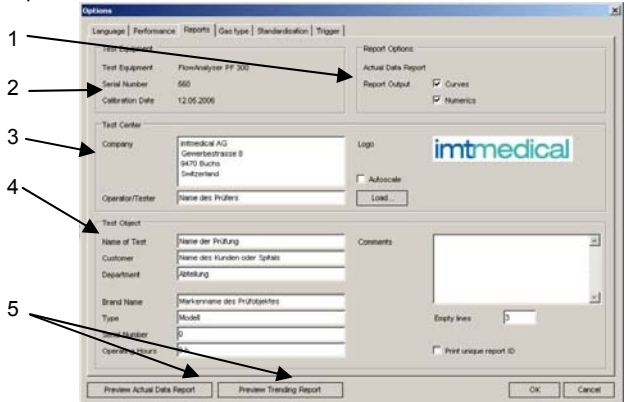 Options
Language Performance Reports Gas type Standardisation Trigger
1
2
3
4
5
Test Equipment
Test Equipment FlowAnalyser PF 300
Serial Number 560
Calibration Date 12.05.2006
Report Options
Actual Data Report
Report Output Curves
Numerics
Test Center
Company imtmedical AG
Gewerbestrasse 8
9470 Buchs
Switzerland
Operator/Tester Name des Prüfers
Logo imtmedical
Autoscale
Load...
Test Object
Name of Test Name der Prüfung
Customer Name des Kunden oder Spitals
Department Abteilung
Brand Name Markenname des Prüfobjektes
Type Modell
Serial Number 0
Operating Hours
Comments
Empty lines 3
Print unique report ID
Preview Actual Data Report Preview Trending Report OK Cancel